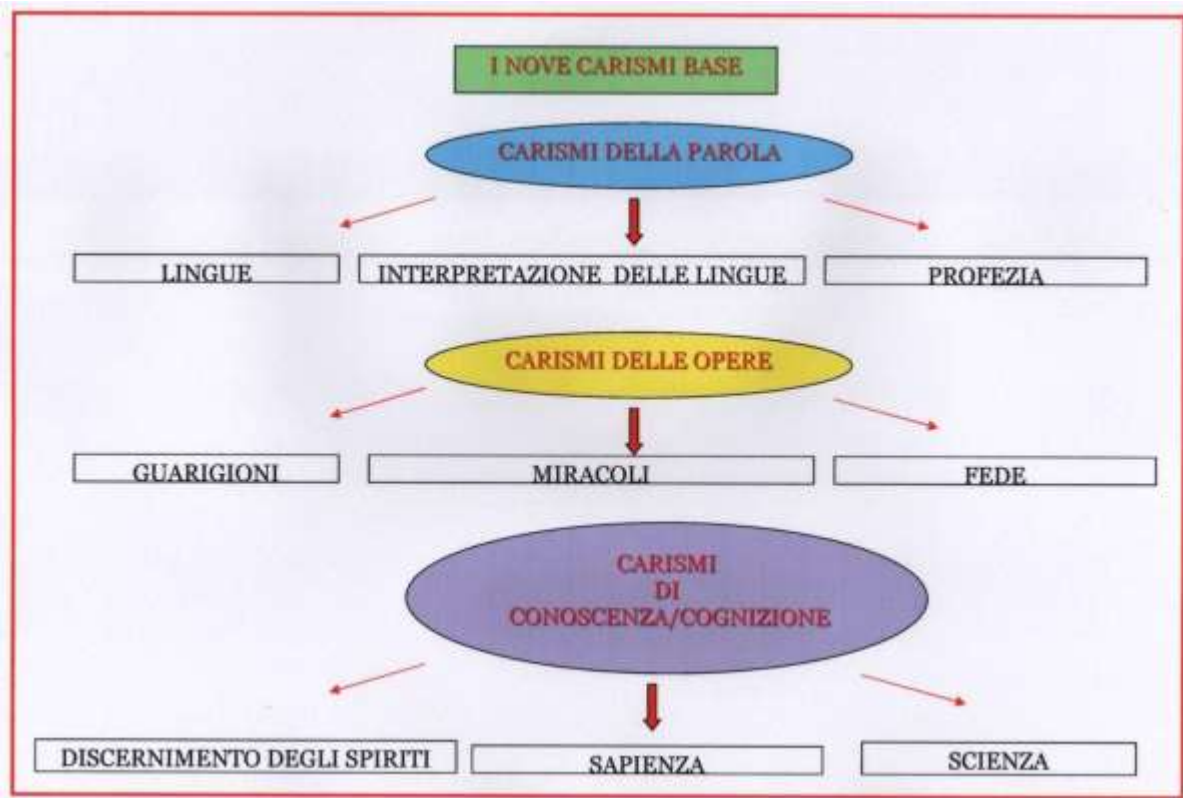 I NOVE CARISMI BASE
CARISMI DELLA PAROLA
LINGUE
INTERPRETAZIONE DELLE LINGUE
PROFEZIA
CARISMI DELLE OPERE
GUARIGIONI
MIRACOLI
FEDE
CARISMI
DI
CONOSCENZA/COGNIZIONE
DISCERNIMENTO DEGLI SPIRITI
SAPIENZA
SCIENZA